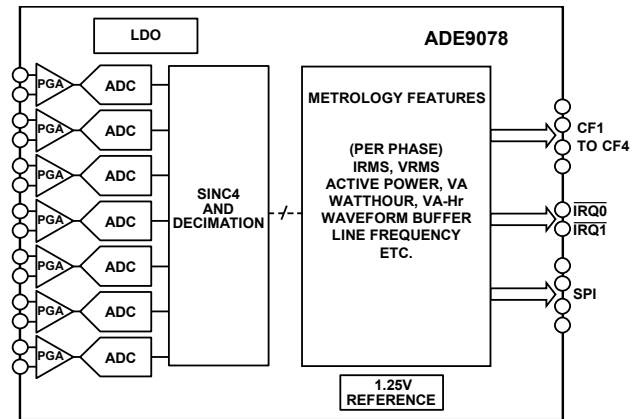 LDO
ADE9078
PGA
ADC
PGA
ADC
PGA
ADC
PGA
ADC
PGA
ADC
PGA
ADC
PGA
ADC
SINC4
AND
DECIMATION
METROLOGY FEATURES
(PER PHASE)
IRMS, VRMS
ACTIVE POWER, VA
WATTHOUR, VA-Hr
WAVEFORM BUFFER
LINE FREQUENCY
ETC.
CF1
TO CF4
IRQ0
IRQ1
SPI
1.25V
REFERENCE